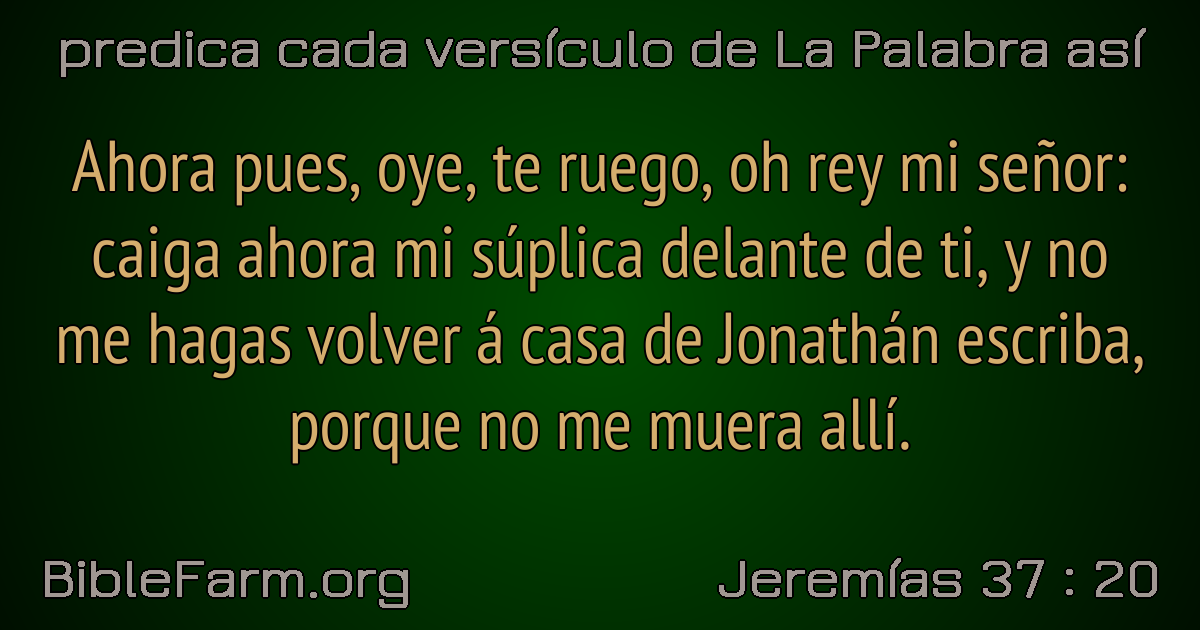 predica cada versículo de La Palabra así
Ahora pues, oye, te ruego, oh rey mi señor:
caiga ahora mi súplica delante de ti, y no
me hagas volver á casa de Jonathán escriba,
porque no me muera allí.
BibleFarm.org
Jeremías 37 : 20